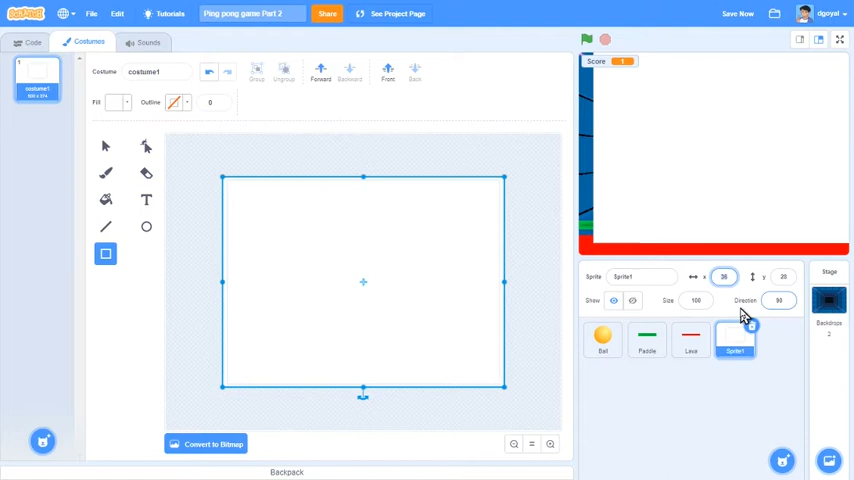 SCRATCH File Edit Tutorials Ping pong game Part 2 Share See Project Page Save Now dgoyal
Code Costumes Sounds
1
costume1
Costume costume1 Group Ungroup Forward Backward Front Back
Fill Outline 0
Convert to Bitmap
Backpack
Score 1
Sprite Sprite1 x 36 y 28
Show Size 100 Direction 90
Ball Paddle Lava Sprite1
Stage
Backdrops
2